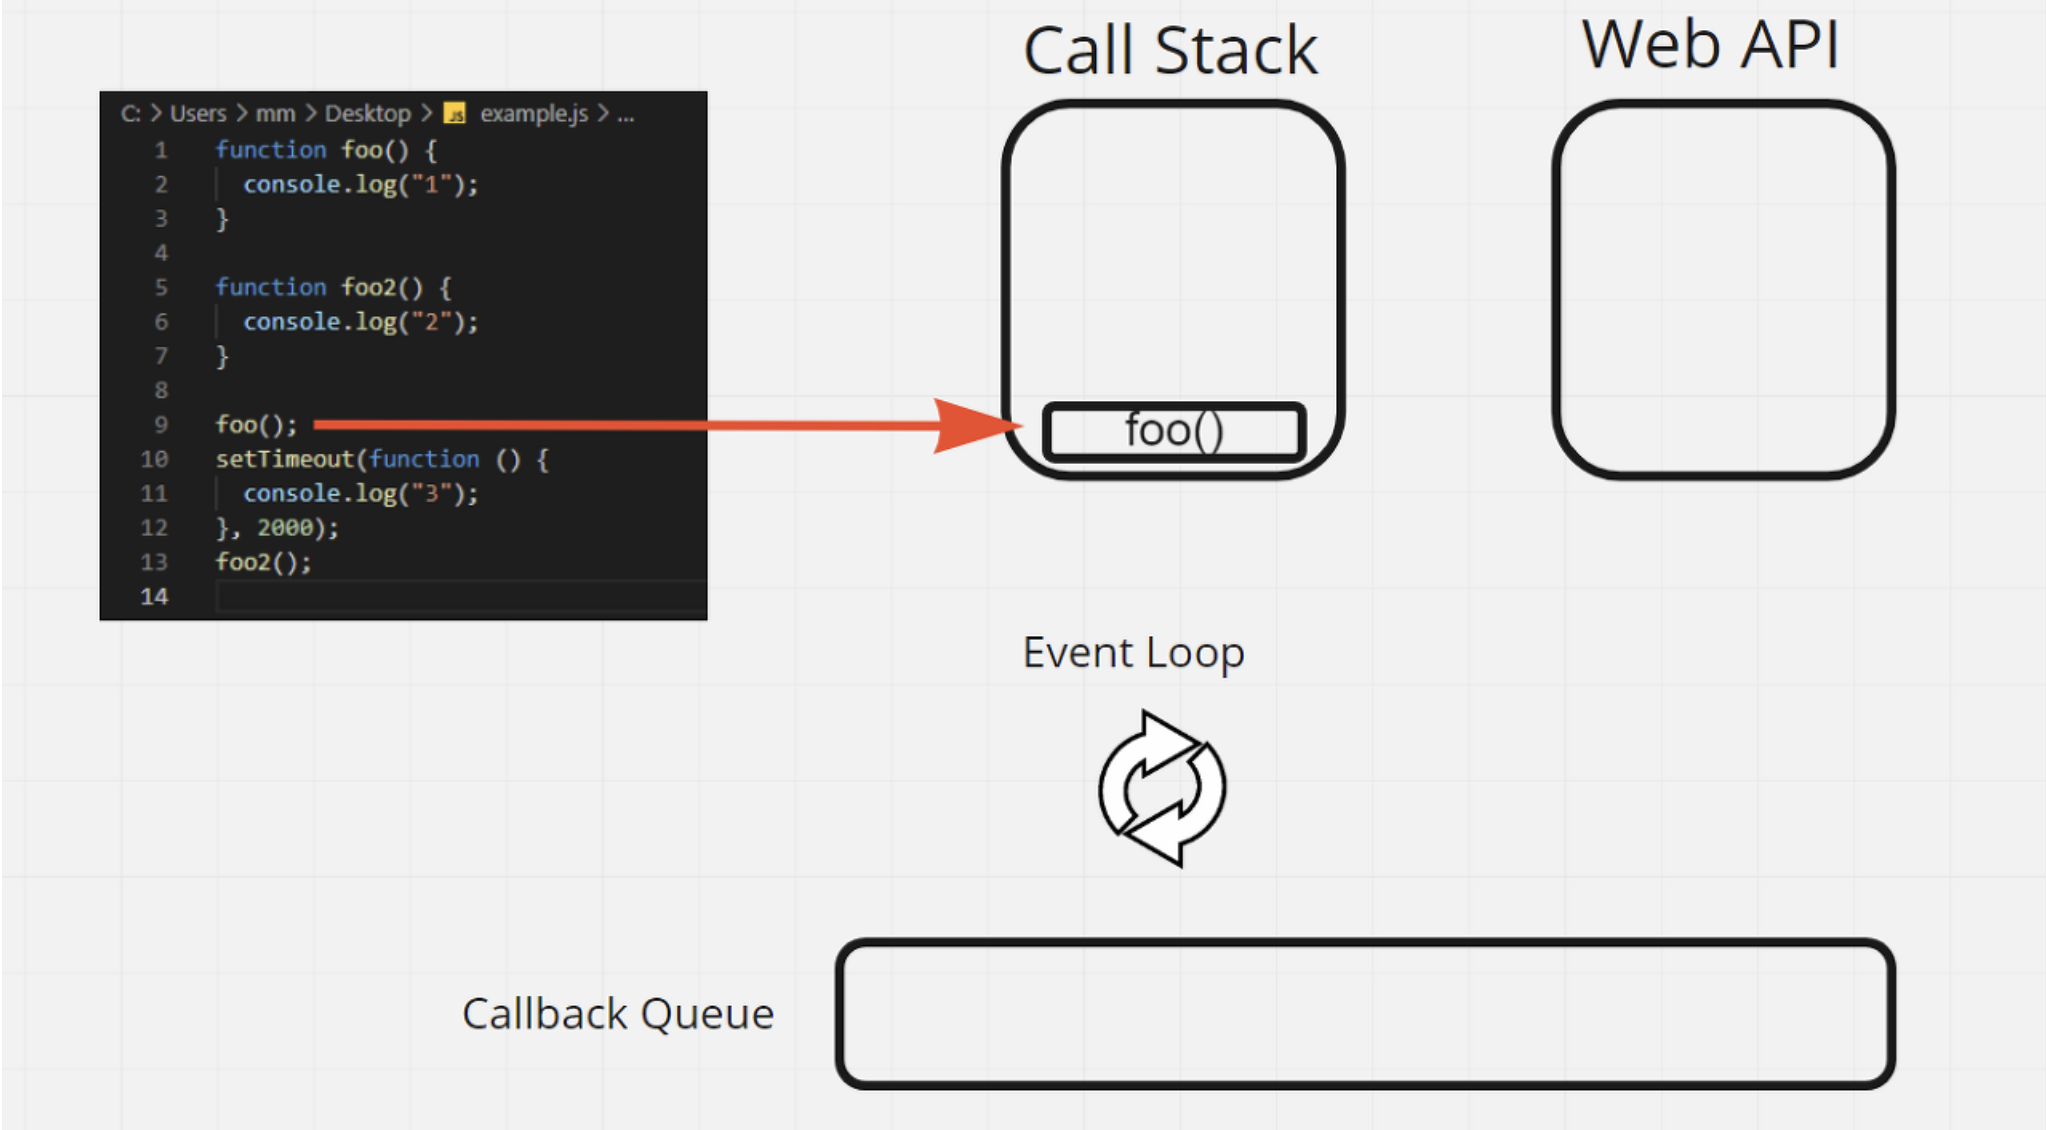 Call Stack
Web API
C: > Users > mm > Desktop > JS example.js > ...
1 function foo() {
2 console.log("1");
3 }
4
5 function foo2() {
6 console.log("2");
7 }
8
9 foo();
10 setTimeout(function () {
11 console.log("3");
12 }, 2000);
13 foo2();
14
foo()
Event Loop
Callback Queue